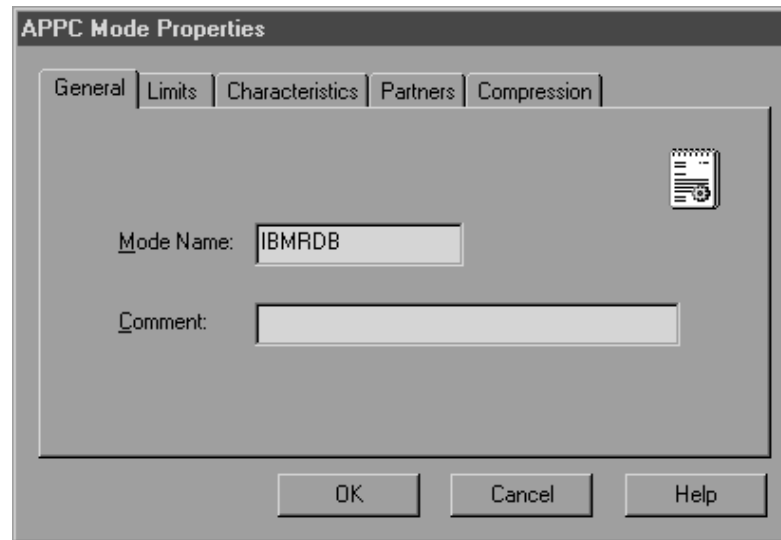 APPC Mode Properties
General Limits Characteristics Partners Compression
Mode Name: IBMRDB
Comment:
OK Cancel Help